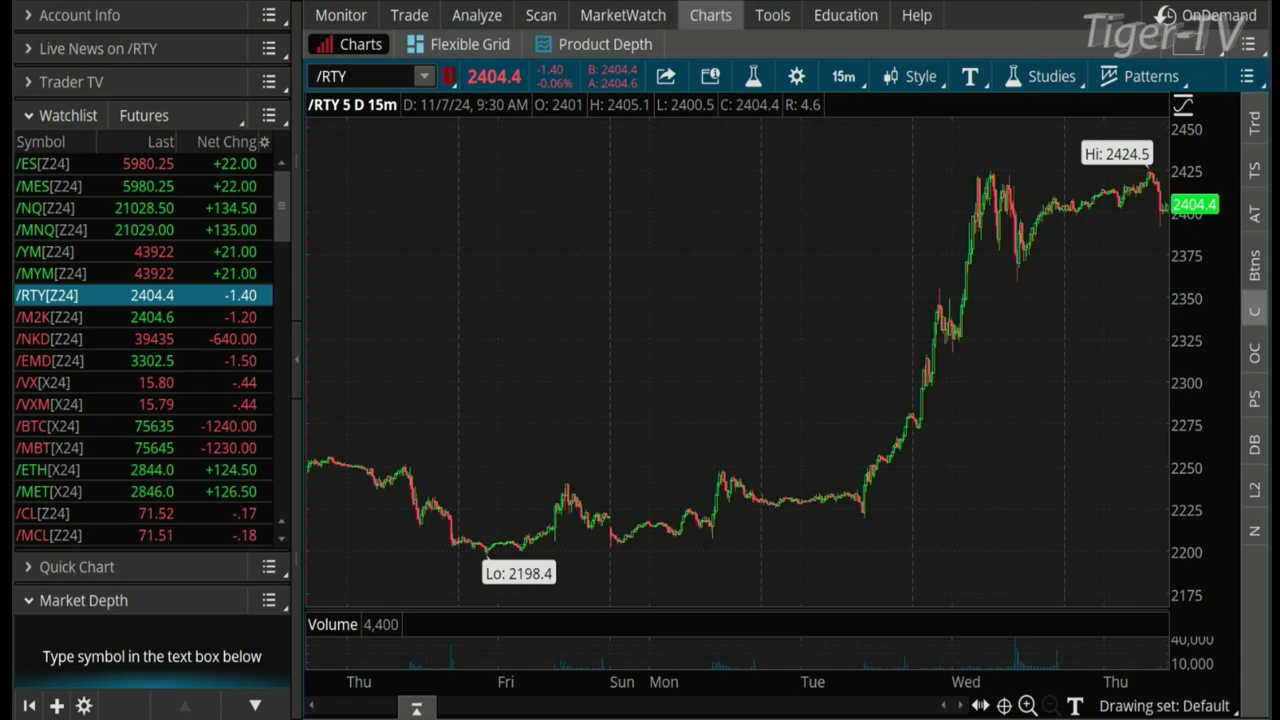 Account Info
Live News on /RTY
Trader TV
Watchlist Futures
Symbol Last Net Chng
/ES[Z24] 5980.25 +22.00
/MES[Z24] 5980.25 +22.00
/NQ[Z24] 21028.50 +134.50
/MNQ[Z24] 21029.00 +135.00
/YM[Z24] 43922 +21.00
/MYM[Z24] 43922 +21.00
/RTY[Z24] 2404.4 -1.40
/M2K[Z24] 2404.6 -1.20
/NKD[Z24] 39435 -640.00
/EMD[Z24] 3302.5 -1.50
/VX[X24] 15.80 -.44
/VXM[X24] 15.79 -.44
/BTC[X24] 75635 -1240.00
/MBT[X24] 75645 -1230.00
/ETH[X24] 2844.0 +124.50
/MET[X24] 2846.0 +126.50
/CL[Z24] 71.52 -.17
/MCL[Z24] 71.51 -.18
Quick Chart
Market Depth
Type symbol in the text box below
Monitor Trade Analyze Scan MarketWatch Charts Tools Education Help
OnDemand
Tiger-TV
Charts Flexible Grid Product Depth
/RTY 2404.4 -1.40 B: 2404.4 15m Style T Studies Patterns
-0.06% A: 2404.6
/RTY 5 D 15m D: 11/7/24, 9:30 AM O: 2401 H: 2405.1 L: 2400.5 C: 2404.4 R: 4.6
2450
Hi: 2424.5
2425
2404.4
2400
2375
2350
2325
2300
2275
2250
2225
2200
Lo: 2198.4
2175
Volume 4,400
40,000
10,000
Thu Fri Sun Mon Tue Wed Thu
T Drawing set: Default
Trd
TS
AT
Btns
C
OC
PS
DB
L2
N